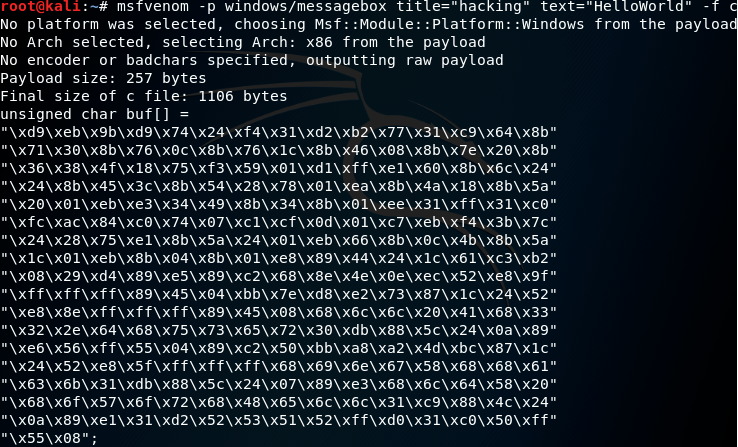 root@kali:~# msfvenom -p windows/messagebox title="hacking" text="HelloWorld" -f c
No platform was selected, choosing Msf::Module::Platform::Windows from the payload
No Arch selected, selecting Arch: x86 from the payload
No encoder or badchars specified, outputting raw payload
Payload size: 257 bytes
Final size of c file: 1106 bytes
unsigned char buf[] =
"\xd9\xeb\x9b\xd9\x74\x24\xf4\x31\xd2\xb2\x77\x31\xc9\x64\x8b"
"\x71\x30\x8b\x76\x0c\x8b\x76\x1c\x8b\x46\x08\x8b\x7e\x20\x8b"
"\x36\x38\x4f\x18\x75\xf3\x59\x01\xd1\xff\xe1\x60\x8b\x6c\x24"
"\x24\x8b\x45\x3c\x8b\x54\x28\x78\x01\xea\x8b\x4a\x18\x8b\x5a"
"\x20\x01\xeb\xe3\x34\x49\x8b\x34\x8b\x01\xee\x31\xff\x31\xc0"
"\xfc\xac\x84\xc0\x74\x07\xc1\xcf\x0d\x01\xc7\xeb\xf4\x3b\x7c"
"\x24\x28\x75\xe1\x8b\x5a\x24\x01\xeb\x66\x8b\x0c\x4b\x8b\x5a"
"\x1c\x01\xeb\x8b\x04\x8b\x01\xe8\x89\x44\x24\x1c\x61\xc3\xb2"
"\x08\x29\xd4\x89\xe5\x89\xc2\x68\x8e\x4e\x0e\xec\x52\xe8\x9f"
"\xff\xff\xff\x89\x45\x04\xbb\x7e\xd8\xe2\x73\x87\x1c\x24\x52"
"\xe8\x8e\xff\xff\xff\x89\x45\x08\x68\x6c\x6c\x20\x41\x68\x33"
"\x32\x2e\x64\x68\x75\x73\x65\x72\x30\xdb\x88\x5c\x24\x0a\x89"
"\xe6\x56\xff\x55\x04\x89\xc2\x50\xbb\xa8\xa2\x4d\xbc\x87\x1c"
"\x24\x52\xe8\x5f\xff\xff\xff\x68\x69\x6e\x67\x58\x68\x68\x61"
"\x63\x6b\x31\xdb\x88\x5c\x24\x07\x89\xe3\x68\x6c\x64\x58\x20"
"\x68\x6f\x57\x6f\x72\x68\x48\x65\x6c\x6c\x31\xc9\x88\x4c\x24"
"\x0a\x89\xe1\x31\xd2\x52\x53\x51\x52\xff\xd0\x31\xc0\x50\xff"
"\x55\x08";